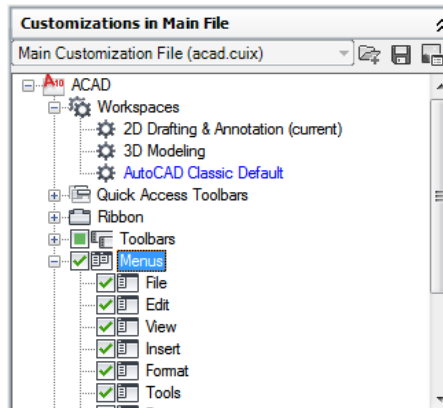 Customizations in Main File
Main Customization File (acad.cuix)
ACAD
Workspaces
2D Drafting & Annotation (current)
3D Modeling
AutoCAD Classic Default
Quick Access Toolbars
Ribbon
Toolbars
Menus
File
Edit
View
Insert
Format
Tools